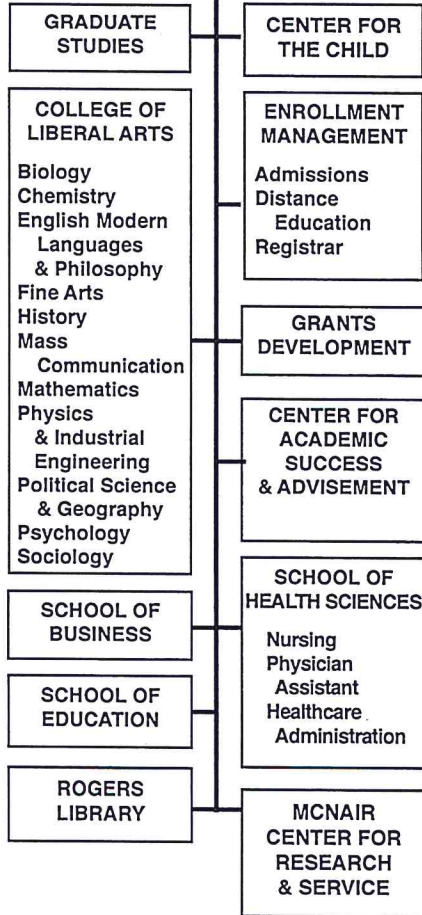 GRADUATE
STUDIES
CENTER FOR
THE CHILD
COLLEGE OF
LIBERAL ARTS
Biology
Chemistry
English Modern
Languages
& Philosophy
Fine Arts
History
Mass
Communication
Mathematics
Physics
& Industrial
Engineering
Political Science
& Geography
Psychology
Sociology
ENROLLMENT
MANAGEMENT
Admissions
Distance
Education
Registrar
GRANTS
DEVELOPMENT
CENTER FOR
ACADEMIC
SUCCESS
& ADVISEMENT
SCHOOL OF
BUSINESS
SCHOOL OF
HEALTH SCIENCES
Nursing
Physician
Assistant
Healthcare
Administration
SCHOOL OF
EDUCATION
ROGERS
LIBRARY
MCNAIR
CENTER FOR
RESEARCH
& SERVICE